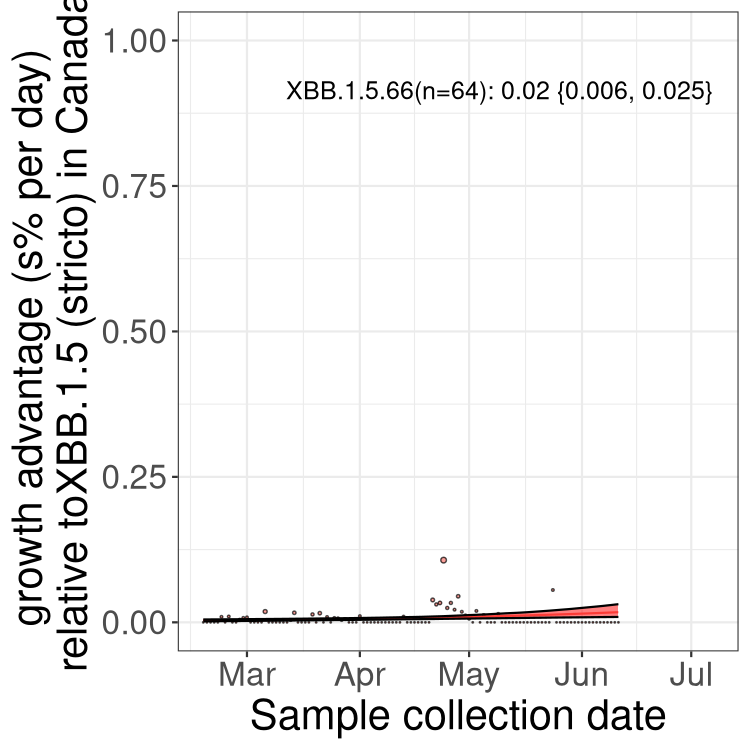 growth advantage (s% per day)
relative toXBB.1.5 (stricto) in Canada
1.00
0.75
0.50
0.25
0.00
XBB.1.5.66(n=64): 0.02 {0.006, 0.025}
Mar Apr May Jun Jul
Sample collection date